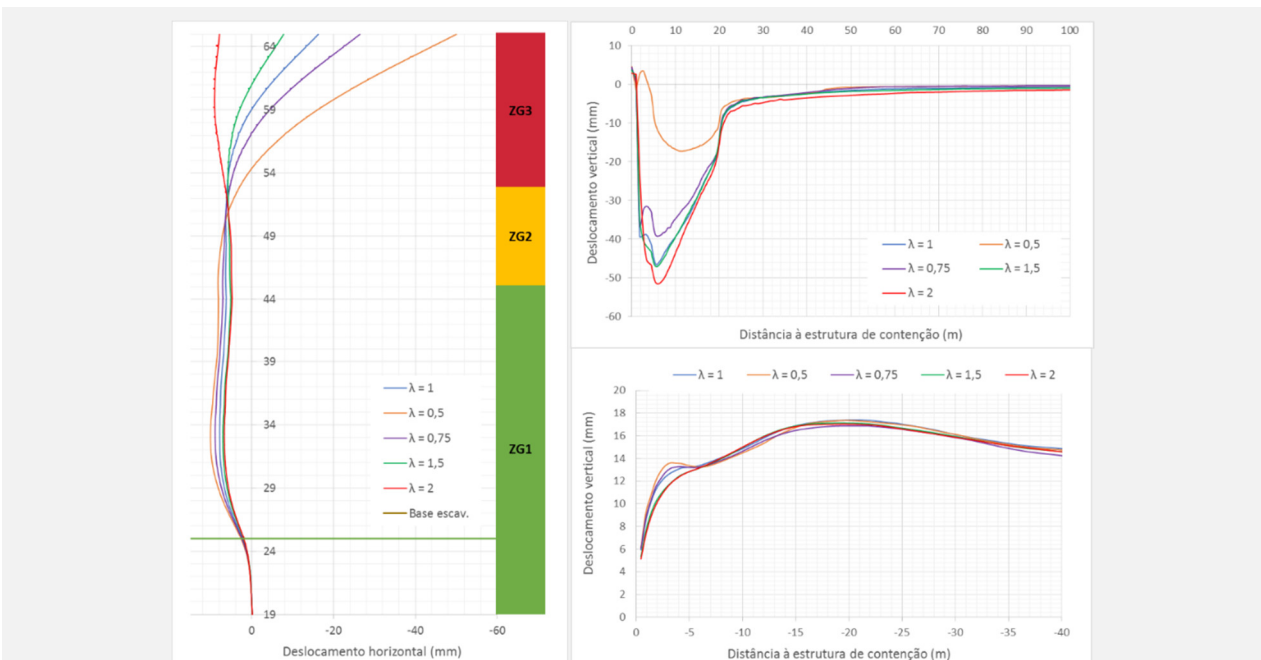 64
59
54
49
44
39
34
29
24
19
λ = 1
λ = 0,5
λ = 0,75
λ = 1,5
λ = 2
Base escav.
0 -20 -40 -60
Deslocamento horizontal (mm)
ZG3
ZG2
ZG1
0 10 20 30 40 50 60 70 80 90 100
10
0
-10
-20
-30
-40
-50
-60
Deslocamento vertical (mm)
λ = 1 λ = 0,5
λ = 0,75 λ = 1,5
λ = 2
Distância à estrutura de contenção (m)
λ = 1 λ = 0,5 λ = 0,75 λ = 1,5 λ = 2
20
18
16
14
12
10
8
6
4
2
0
Deslocamento vertical (mm)
0 -5 -10 -15 -20 -25 -30 -35 -40
Distância à estrutura de contenção (m)